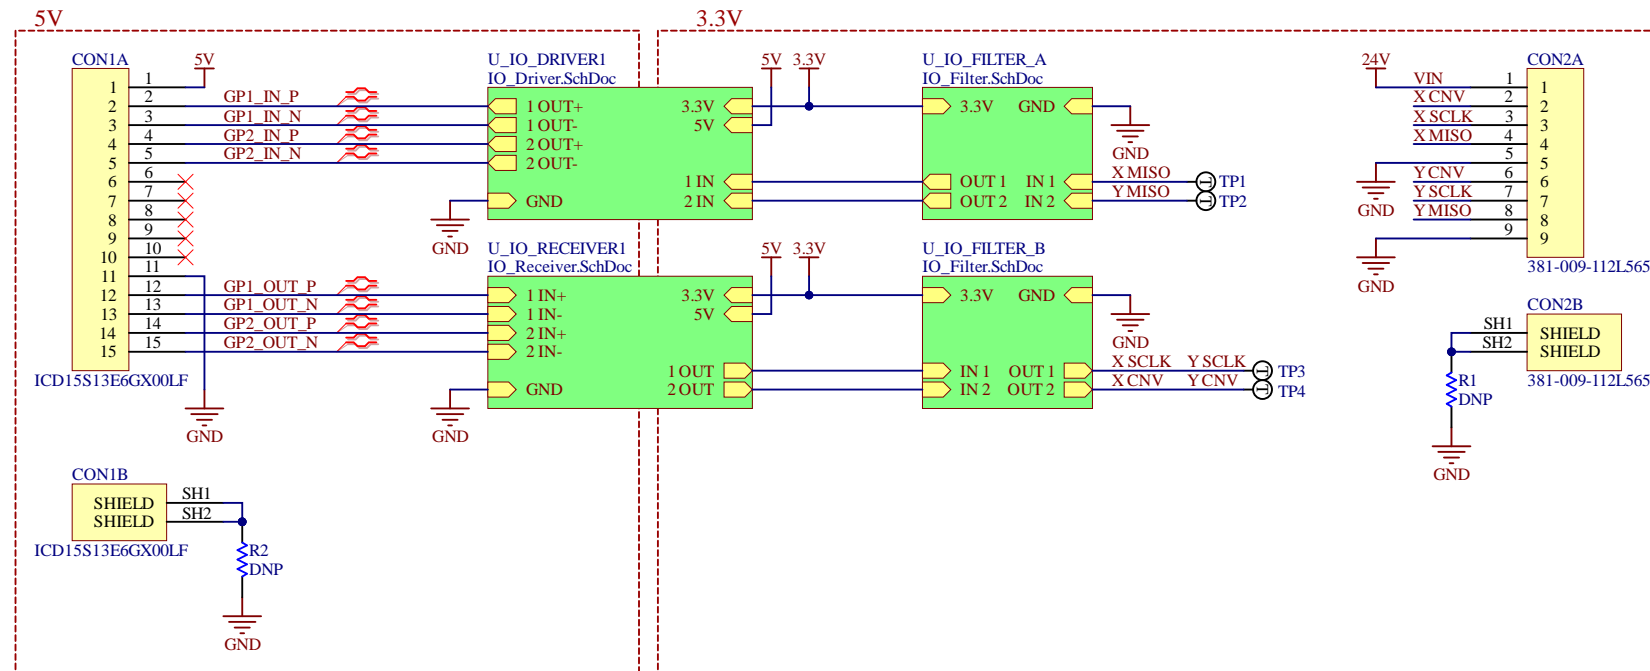 5V
3.3V
CON1A
1 1
2 2
3 3
4 4
5 5
6 6
7 7
8 8
9 9
10 10
11 11
12 12
13 13
14 14
15 15
ICD15S13E6GX00LF
5V
GP1_IN_P
GP1_IN_N
GP2_IN_P
GP2_IN_N
GP1_OUT_P
GP1_OUT_N
GP2_OUT_P
GP2_OUT_N
GND
U_IO_DRIVER1
IO_Driver.SchDoc
1 OUT+ 3.3V
1 OUT- 5V
2 OUT+
2 OUT-
1 IN
GND 2 IN
GND
5V 3.3V
U_IO_FILTER_A
IO_Filter.SchDoc
3.3V GND
OUT 1 IN 1
OUT 2 IN 2
GND
X MISO TP1
Y MISO TP2
U_IO_RECEIVER1
IO_Receiver.SchDoc
1 IN+ 3.3V
1 IN- 5V
2 IN+
2 IN-
1 OUT
GND 2 OUT
GND
5V 3.3V
U_IO_FILTER_B
IO_Filter.SchDoc
3.3V GND
IN 1 OUT 1
IN 2 OUT 2
GND
X SCLK Y SCLK TP3
X CNV Y CNV TP4
24V
CON2A
VIN 1 1
X CNV 2 2
X SCLK 3 3
X MISO 4 4
5 5
Y CNV 6 6
Y SCLK 7 7
Y MISO 8 8
9 9
GND
GND
381-009-112L565
CON2B
SH1 SHIELD
SH2 SHIELD
381-009-112L565
R1
DNP
GND
CON1B
SHIELD SH1
SHIELD SH2
ICD15S13E6GX00LF
R2
DNP
GND